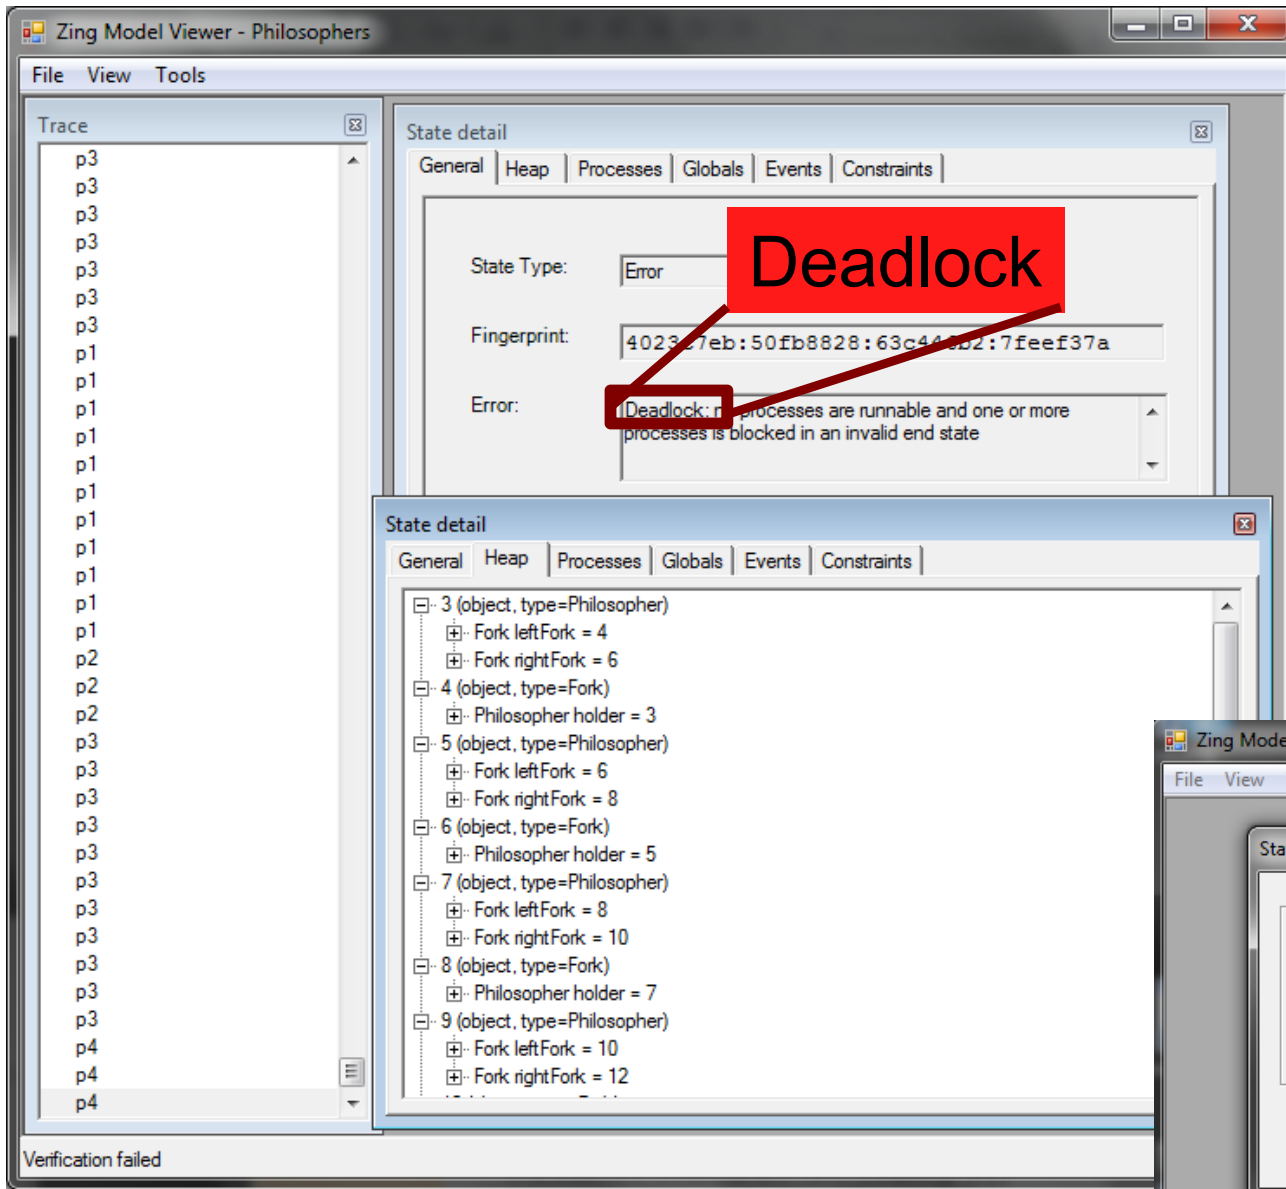 Zing Model Viewer - Philosophers
File View Tools
Trace
p3
p3
p3
p3
p3
p3
p3
p1
p1
p1
p1
p1
p1
p1
p1
p1
p1
p1
p2
p2
p2
p3
p3
p3
p3
p3
p3
p3
p3
p3
p3
p3
p4
p4
p4
State detail
General Heap Processes Globals Events Constraints
Deadlock
State Type: Error
Fingerprint: :50fb8828: :7feef37a
Error: Deadlock: processes are runnable and one or more
processes is blocked in an invalid end state
State detail
General Heap Processes Globals Events Constraints
3 (object, type=Philosopher)
Fork leftFork = 4
Fork rightFork = 6
4 (object, type=Fork)
Philosopher holder = 3
5 (object, type=Philosopher)
Fork leftFork = 6
Fork rightFork = 8
6 (object, type=Fork)
Philosopher holder = 5
7 (object, type=Philosopher)
Fork leftFork = 8
Fork rightFork = 10
8 (object, type=Fork)
Philosopher holder = 7
9 (object, type=Philosopher)
Fork leftFork = 10
Fork rightFork = 12
Zing Mode
File View
Sta
Verification failed